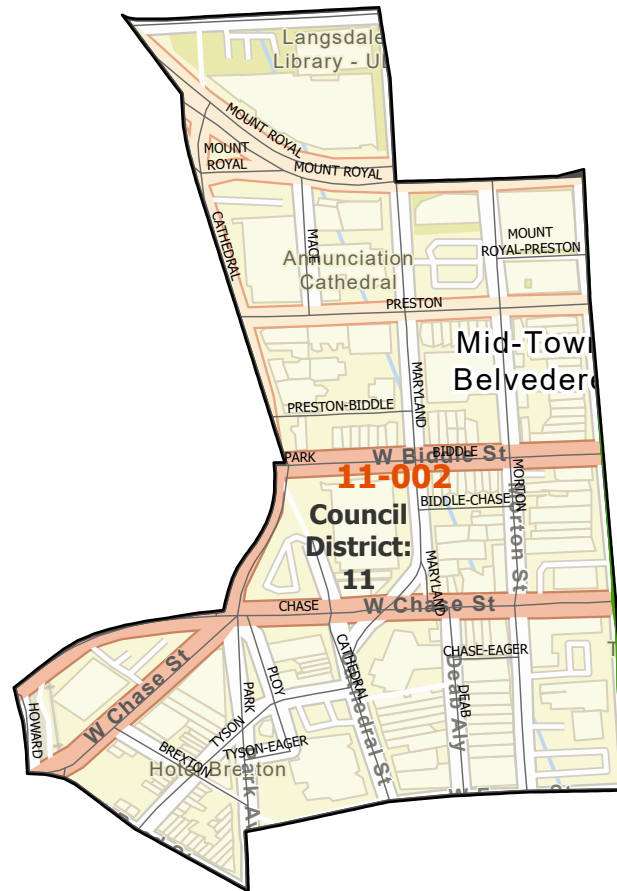 Langsdale
Library - UB
MOUNT ROYAL
MOUNT
ROYAL
MOUNT ROYAL
CATHEDRAL
MACE
MOUNT
ROYAL-PRESTON
Annunciation
Cathedral
PRESTON
Mid-Town
Belvedere
MARYLAND
PRESTON-BIDDLE
PARK
W Biddle St
BIDDLE
11-002
MORTON
Morton St
BIDDLE-CHASE
Council
District:
11
MARYLAND
CHASE
W Chase St
CATHEDRAL
Cathedral St
CHASE-EAGER
Deab Aly
DEAB
PARK
Park Av
PLOY
W Chase St
HOWARD
TYSON
TYSON-EAGER
BREXTON
Hotel Brexton